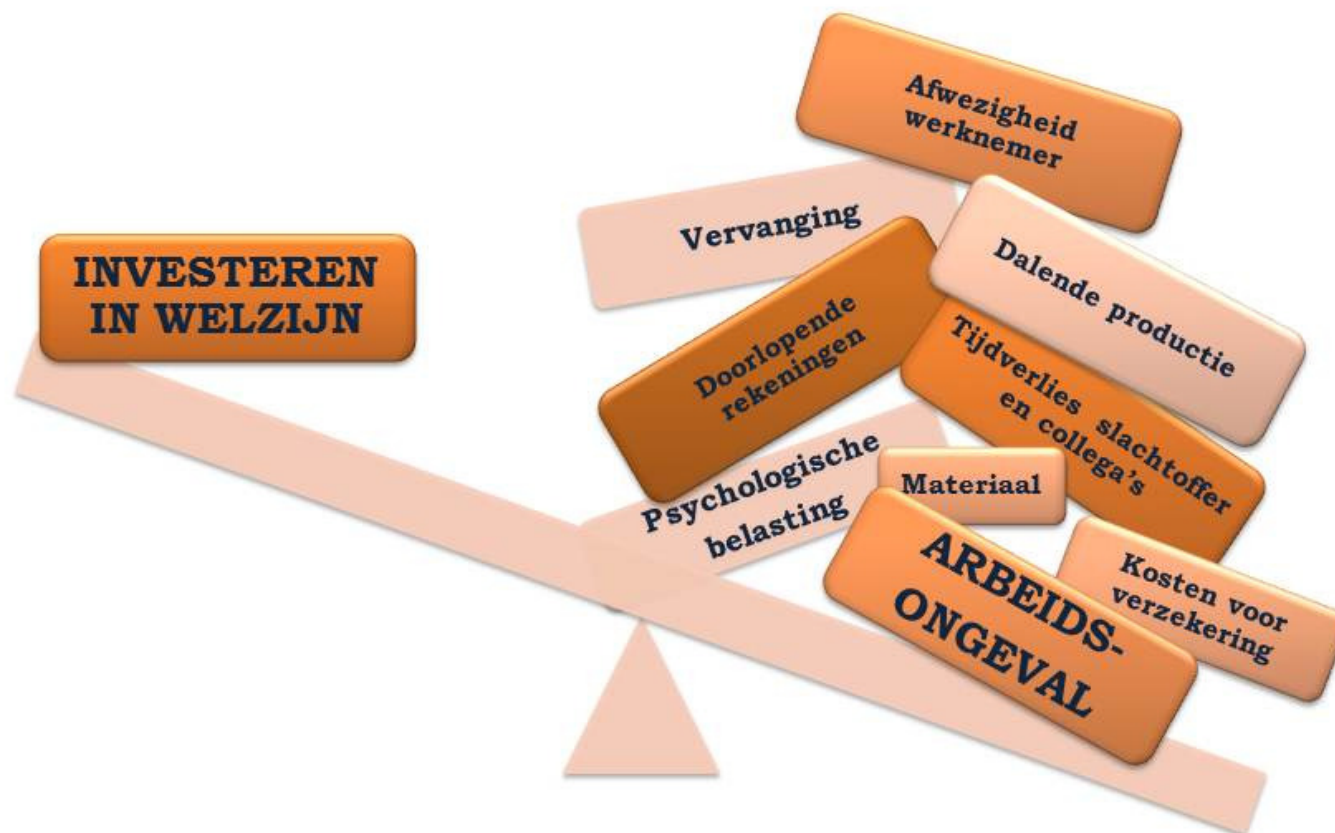 INVESTEREN
IN WELZIJN
Afwezigheid
werknemer
Vervanging
Dalende productie
Doorlopende
rekeningen
Tijdverlies slachtoffer
en collega's
Psychologische
belasting
Materiaal
ARBEIDS-
ONGEVAL
Kosten voor
verzekering